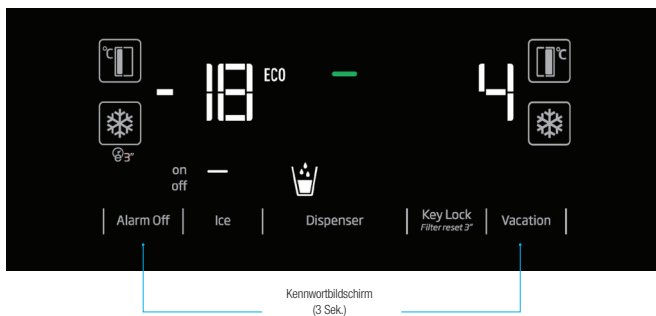 °C
°C
- 18 ECO
4
3"
on
off
Alarm Off
Ice
Dispenser
Key Lock
Filter reset 3"
Vacation
Kennwortbildschirm
(3 Sek.)